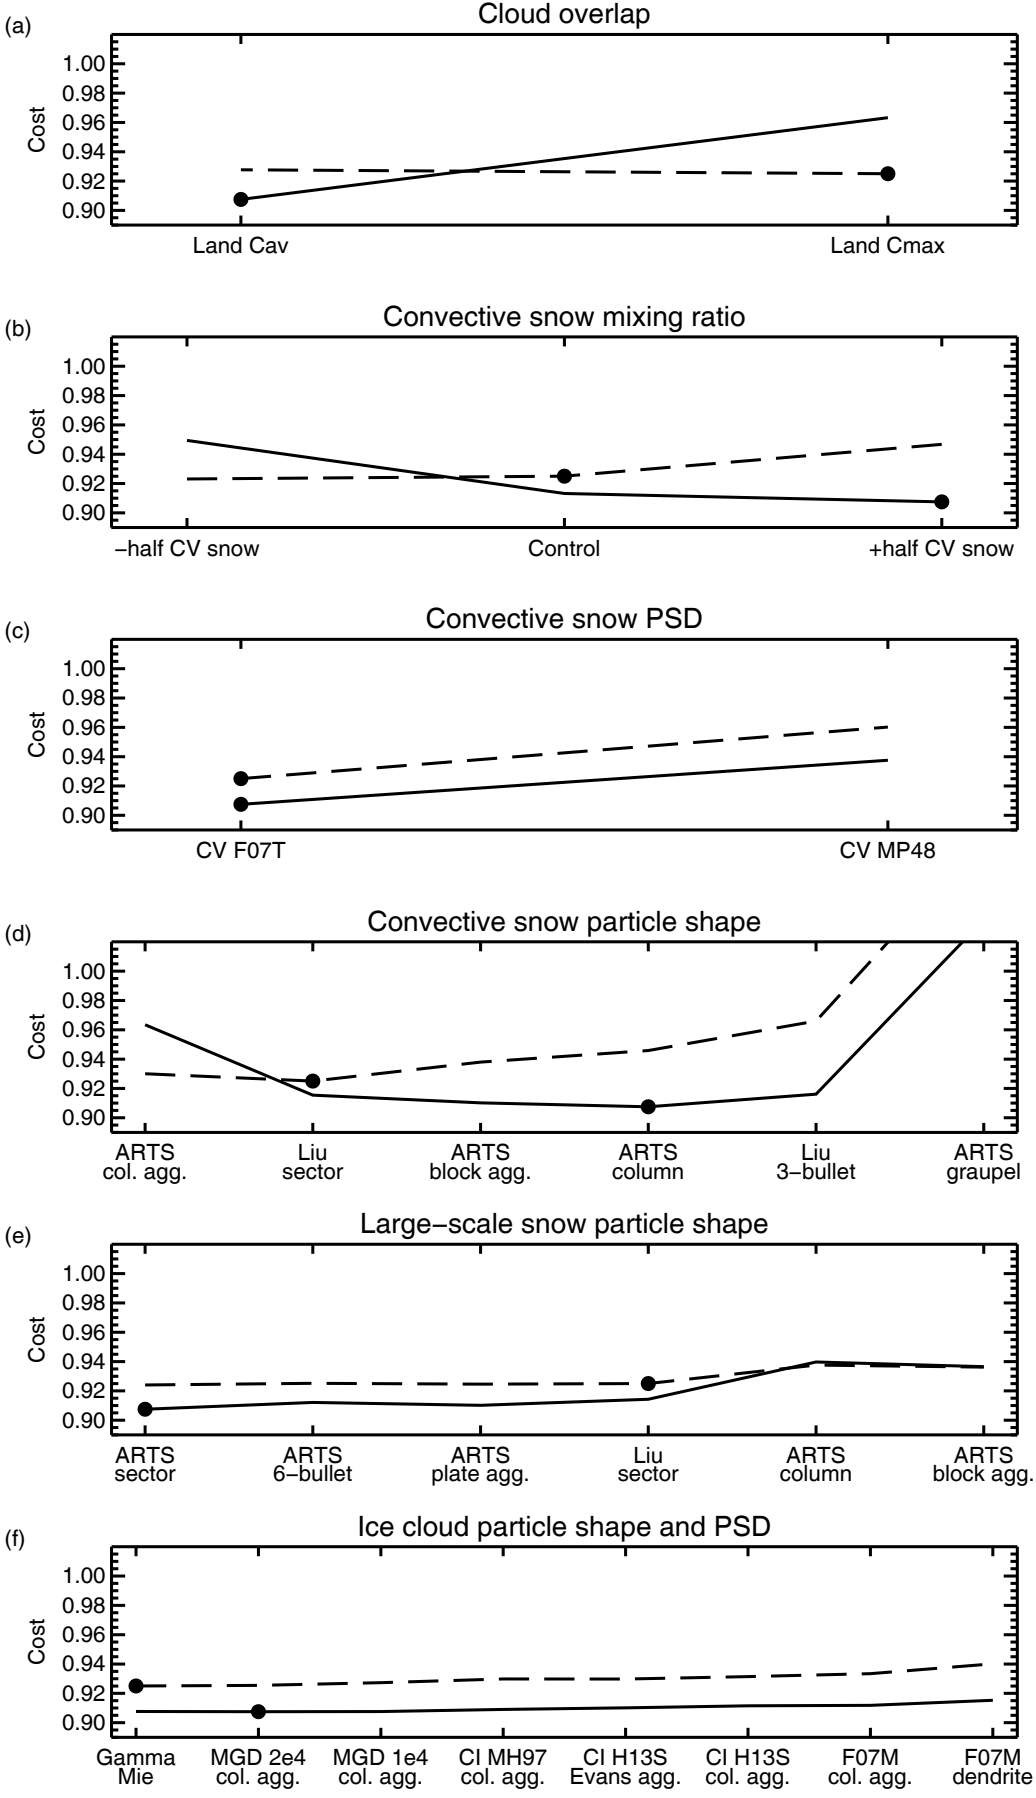 (a)
Cloud overlap
1.00
0.98
0.96
0.94
0.92
0.90
Cost
Land Cav
Land Cmax
(b)
Convective snow mixing ratio
1.00
0.98
0.96
0.94
0.92
0.90
Cost
−half CV snow
Control
+half CV snow
(c)
Convective snow PSD
1.00
0.98
0.96
0.94
0.92
0.90
Cost
CV F07T
CV MP48
(d)
Convective snow particle shape
1.00
0.98
0.96
0.94
0.92
0.90
Cost
ARTS
col. agg.
Liu
sector
ARTS
block agg.
ARTS
column
Liu
3−bullet
ARTS
graupel
(e)
Large−scale snow particle shape
1.00
0.98
0.96
0.94
0.92
0.90
Cost
ARTS
sector
ARTS
6−bullet
ARTS
plate agg.
Liu
sector
ARTS
column
ARTS
block agg.
(f)
Ice cloud particle shape and PSD
1.00
0.98
0.96
0.94
0.92
0.90
Cost
Gamma
Mie
MGD 2e4
col. agg.
MGD 1e4
col. agg.
CI MH97
col. agg.
CI H13S
Evans agg.
CI H13S
col. agg.
F07M
col. agg.
F07M
dendrite